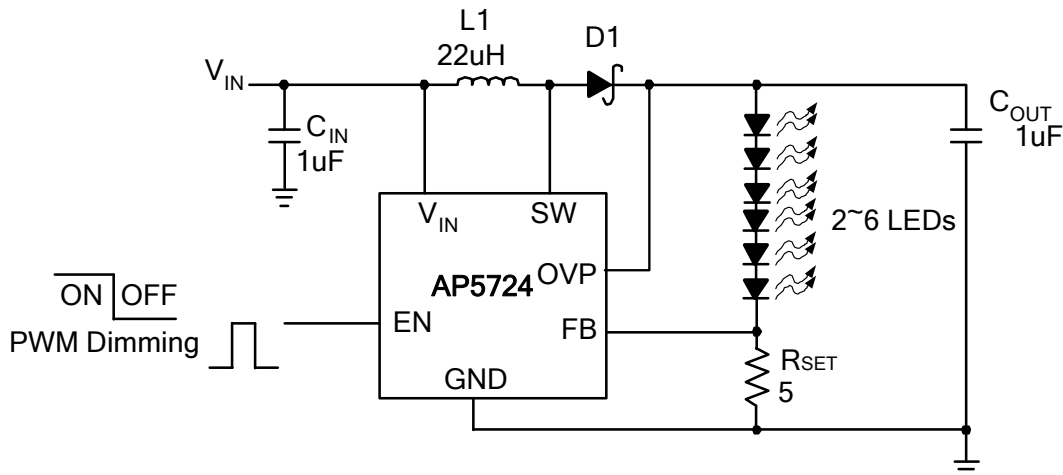 L1
22uH
D1
VIN
CIN
1uF
COUT
1uF
VIN
SW
OVP
AP5724
2~6 LEDs
ON OFF
PWM Dimming
EN
FB
GND
RSET
5